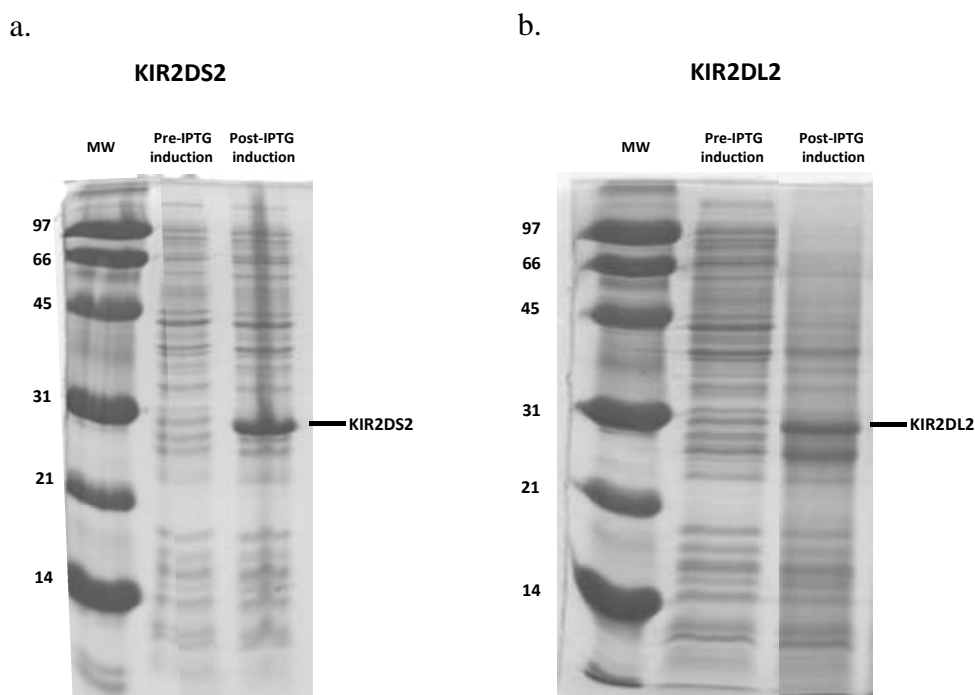 a.
KIR2DS2
MW
Pre-IPTG
induction
Post-IPTG
induction
97
66
45
31
21
14
KIR2DS2
b.
KIR2DL2
MW
Pre-IPTG
induction
Post-IPTG
induction
97
66
45
31
21
14
KIR2DL2